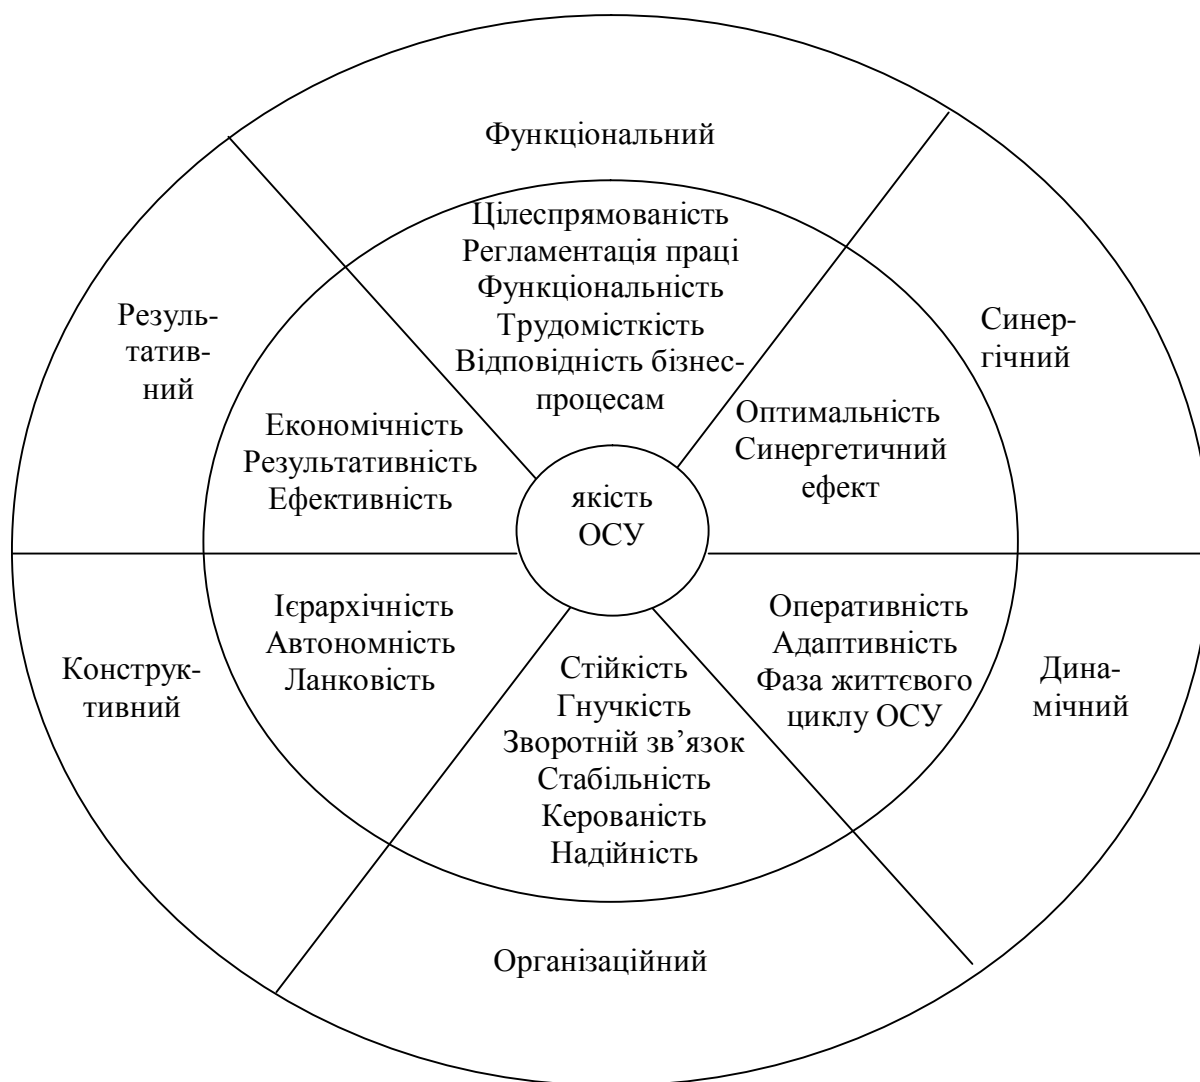 Функціональний
Цілеспрямованість
Регламентація праці
Функціональність
Трудомісткість
Відповідність бізнес-
процесам
Резуль-
татив-
ний
Економічність
Результативність
Ефективність
Синер-
гічний
Оптимальність
Синергетичний
ефект
якість
ОСУ
Конструк-
тивний
Ієрархічність
Автономність
Ланковість
Стійкість
Гнучкість
Зворотній зв’язок
Стабільність
Керованість
Надійність
Організаційний
Оперативність
Адаптивність
Фаза життєвого
циклу ОСУ
Дина-
мічний